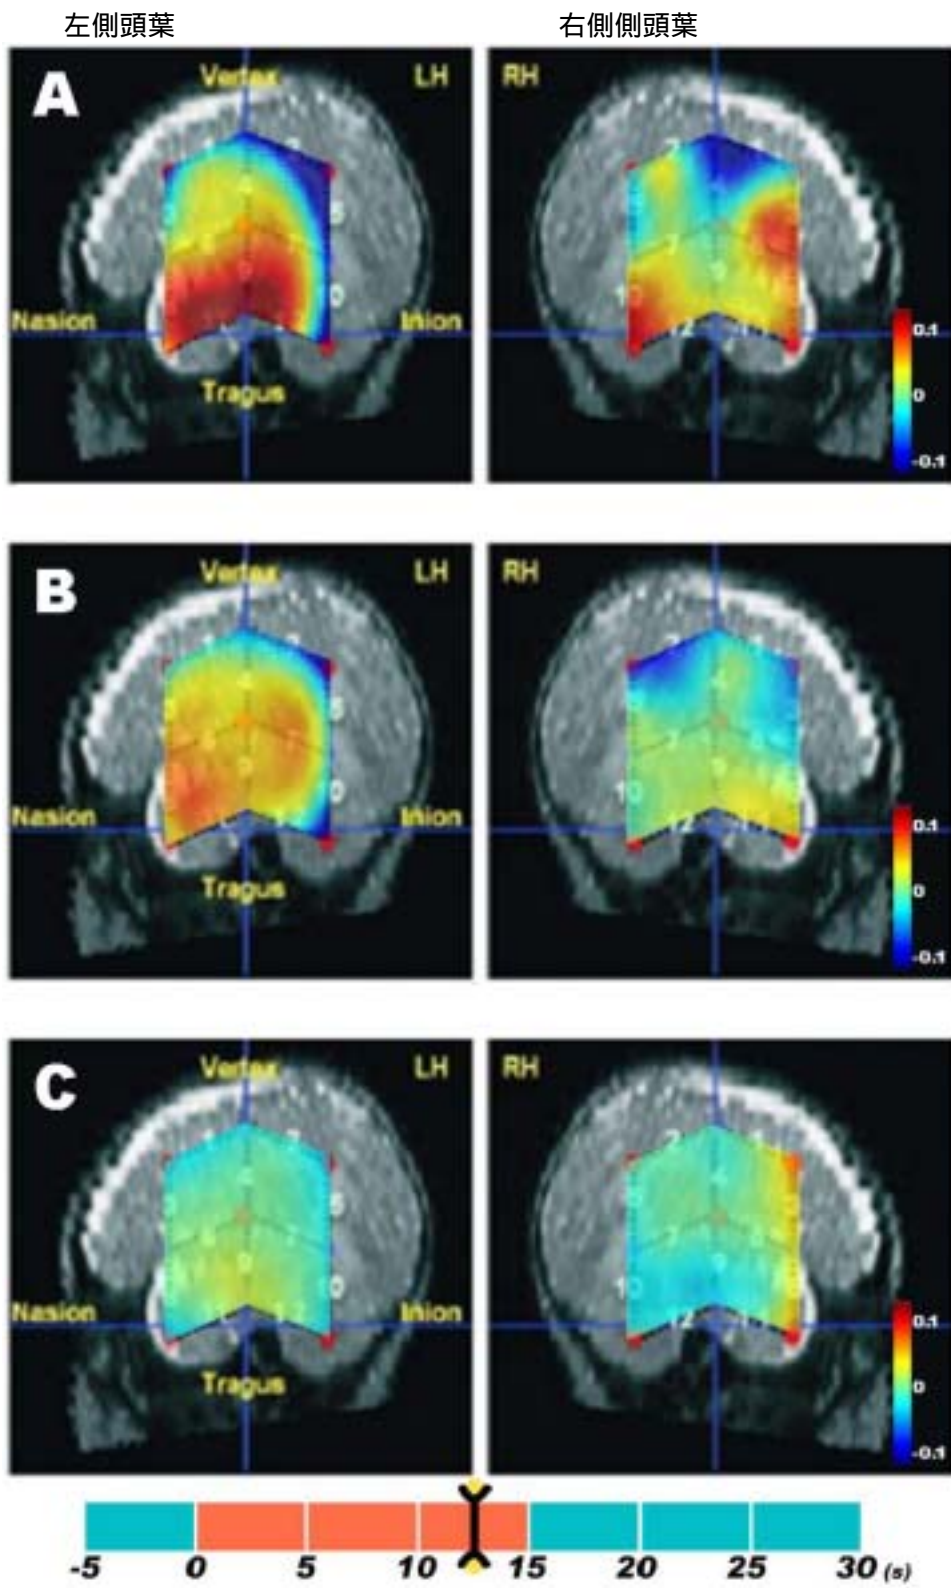 左側頭葉 右側側頭葉
A Vertex LH RH
Nasion Inion
Tragus
0.1
0
-0.1
B Vertex LH RH
Nasion Inion
Tragus
0.1
0
-0.1
C Vertex LH RH
Nasion Inion
Tragus
0.1
0
-0.1
-5 0 5 10 15 20 25 30 (s)